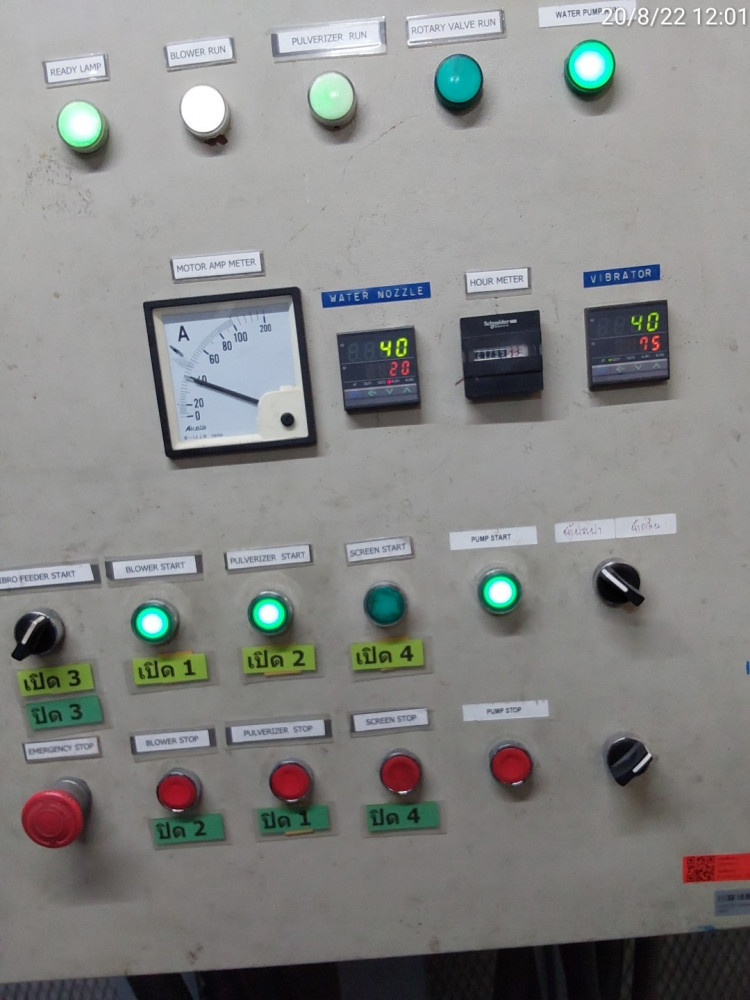 20/8/22 12:01
READY LAMP
BLOWER RUN
PULVERIZER RUN
ROTARY VALVE RUN
WATER PUMP
MOTOR AMP METER
WATER NOZZLE
HOUR METER
VIBRATOR
A
200
100
80
60
40
20
0
40
20
Schneider
40
75
VIBRO FEEDER START
BLOWER START
PULVERIZER START
SCREEN START
PUMP START
เปิด 3
เปิด 1
เปิด 2
เปิด 4
ปิด 3
EMERGENCY STOP
BLOWER STOP
PULVERIZER STOP
SCREEN STOP
PUMP STOP
ปิด 2
ปิด 1
ปิด 4